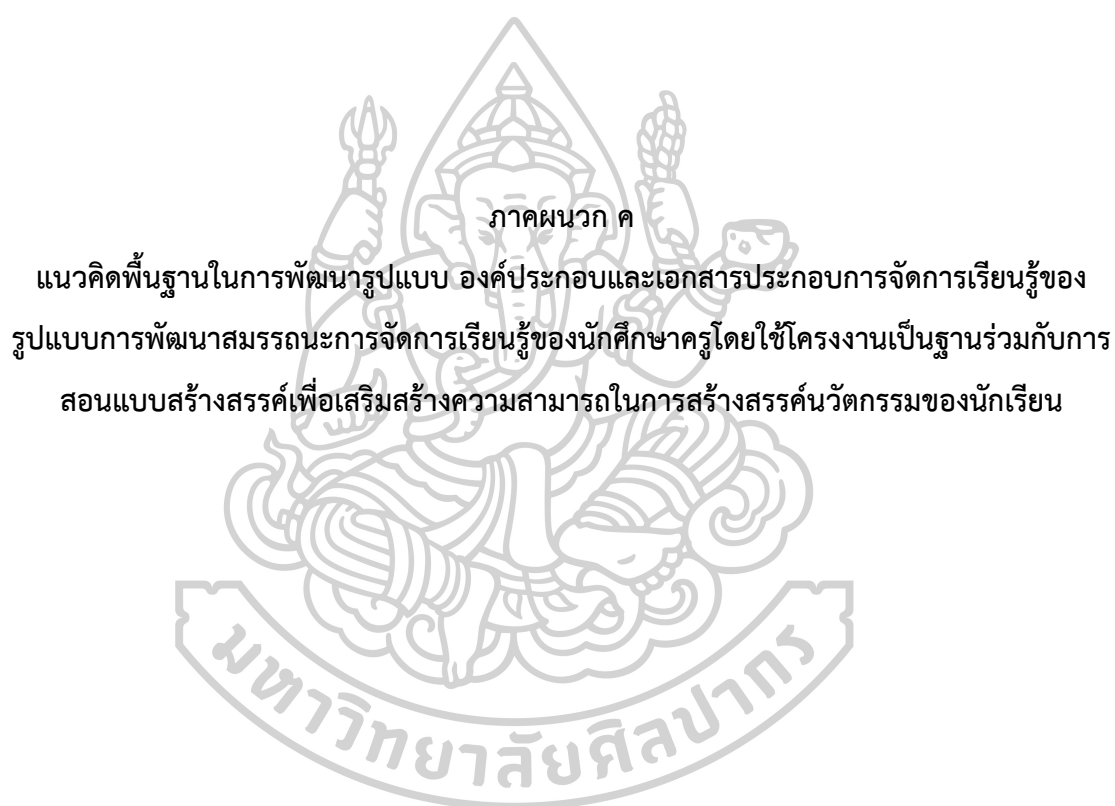 ภาคผนวก ค
แนวคิดพื้นฐานในการพัฒนารูปแบบ องค์ประกอบและเอกสารประกอบการจัดการเรียนรู้ของ
รูปแบบการพัฒนาสมรรถนะการจัดการเรียนรู้ของนักศึกษาครูโดยใช้โครงงานเป็นฐานร่วมกับการ
สอนแบบสร้างสรรค์เพื่อเสริมสร้างความสามารถในการสร้างสรรค์นวัตกรรมของนักเรียน
มหาวิทยาลัยศิลปากร